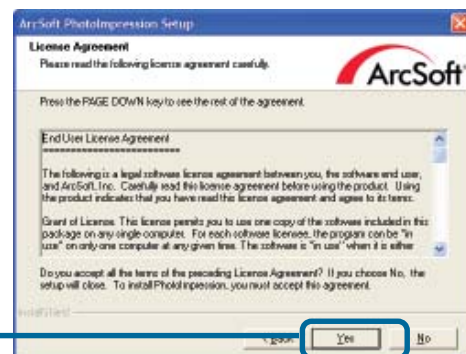 ArcSoft PhotoImpression Setup
License Agreement
Please read the following license agreement carefully.
ArcSoft
Press the PAGE DOWN key to see the rest of the agreement.
End User License Agreement
==========================
The following is a legal software license agreement between you, the software end user,
and ArcSoft, Inc. Carefully read this license agreement before using the product. Using
the product indicates that you have read this license agreement and agree to its terms.
Grant of License. This license permits you to use one copy of the software included in this
package on any single computer. For each software licensee, the program can be "in
use" on only one computer at any given time. The software is "in use" when it is either
Do you accept all the terms of the preceding License Agreement? If you choose No, the
setup will close. To install PhotoImpression, you must accept this agreement.
InstallShield
< Back
Yes
No